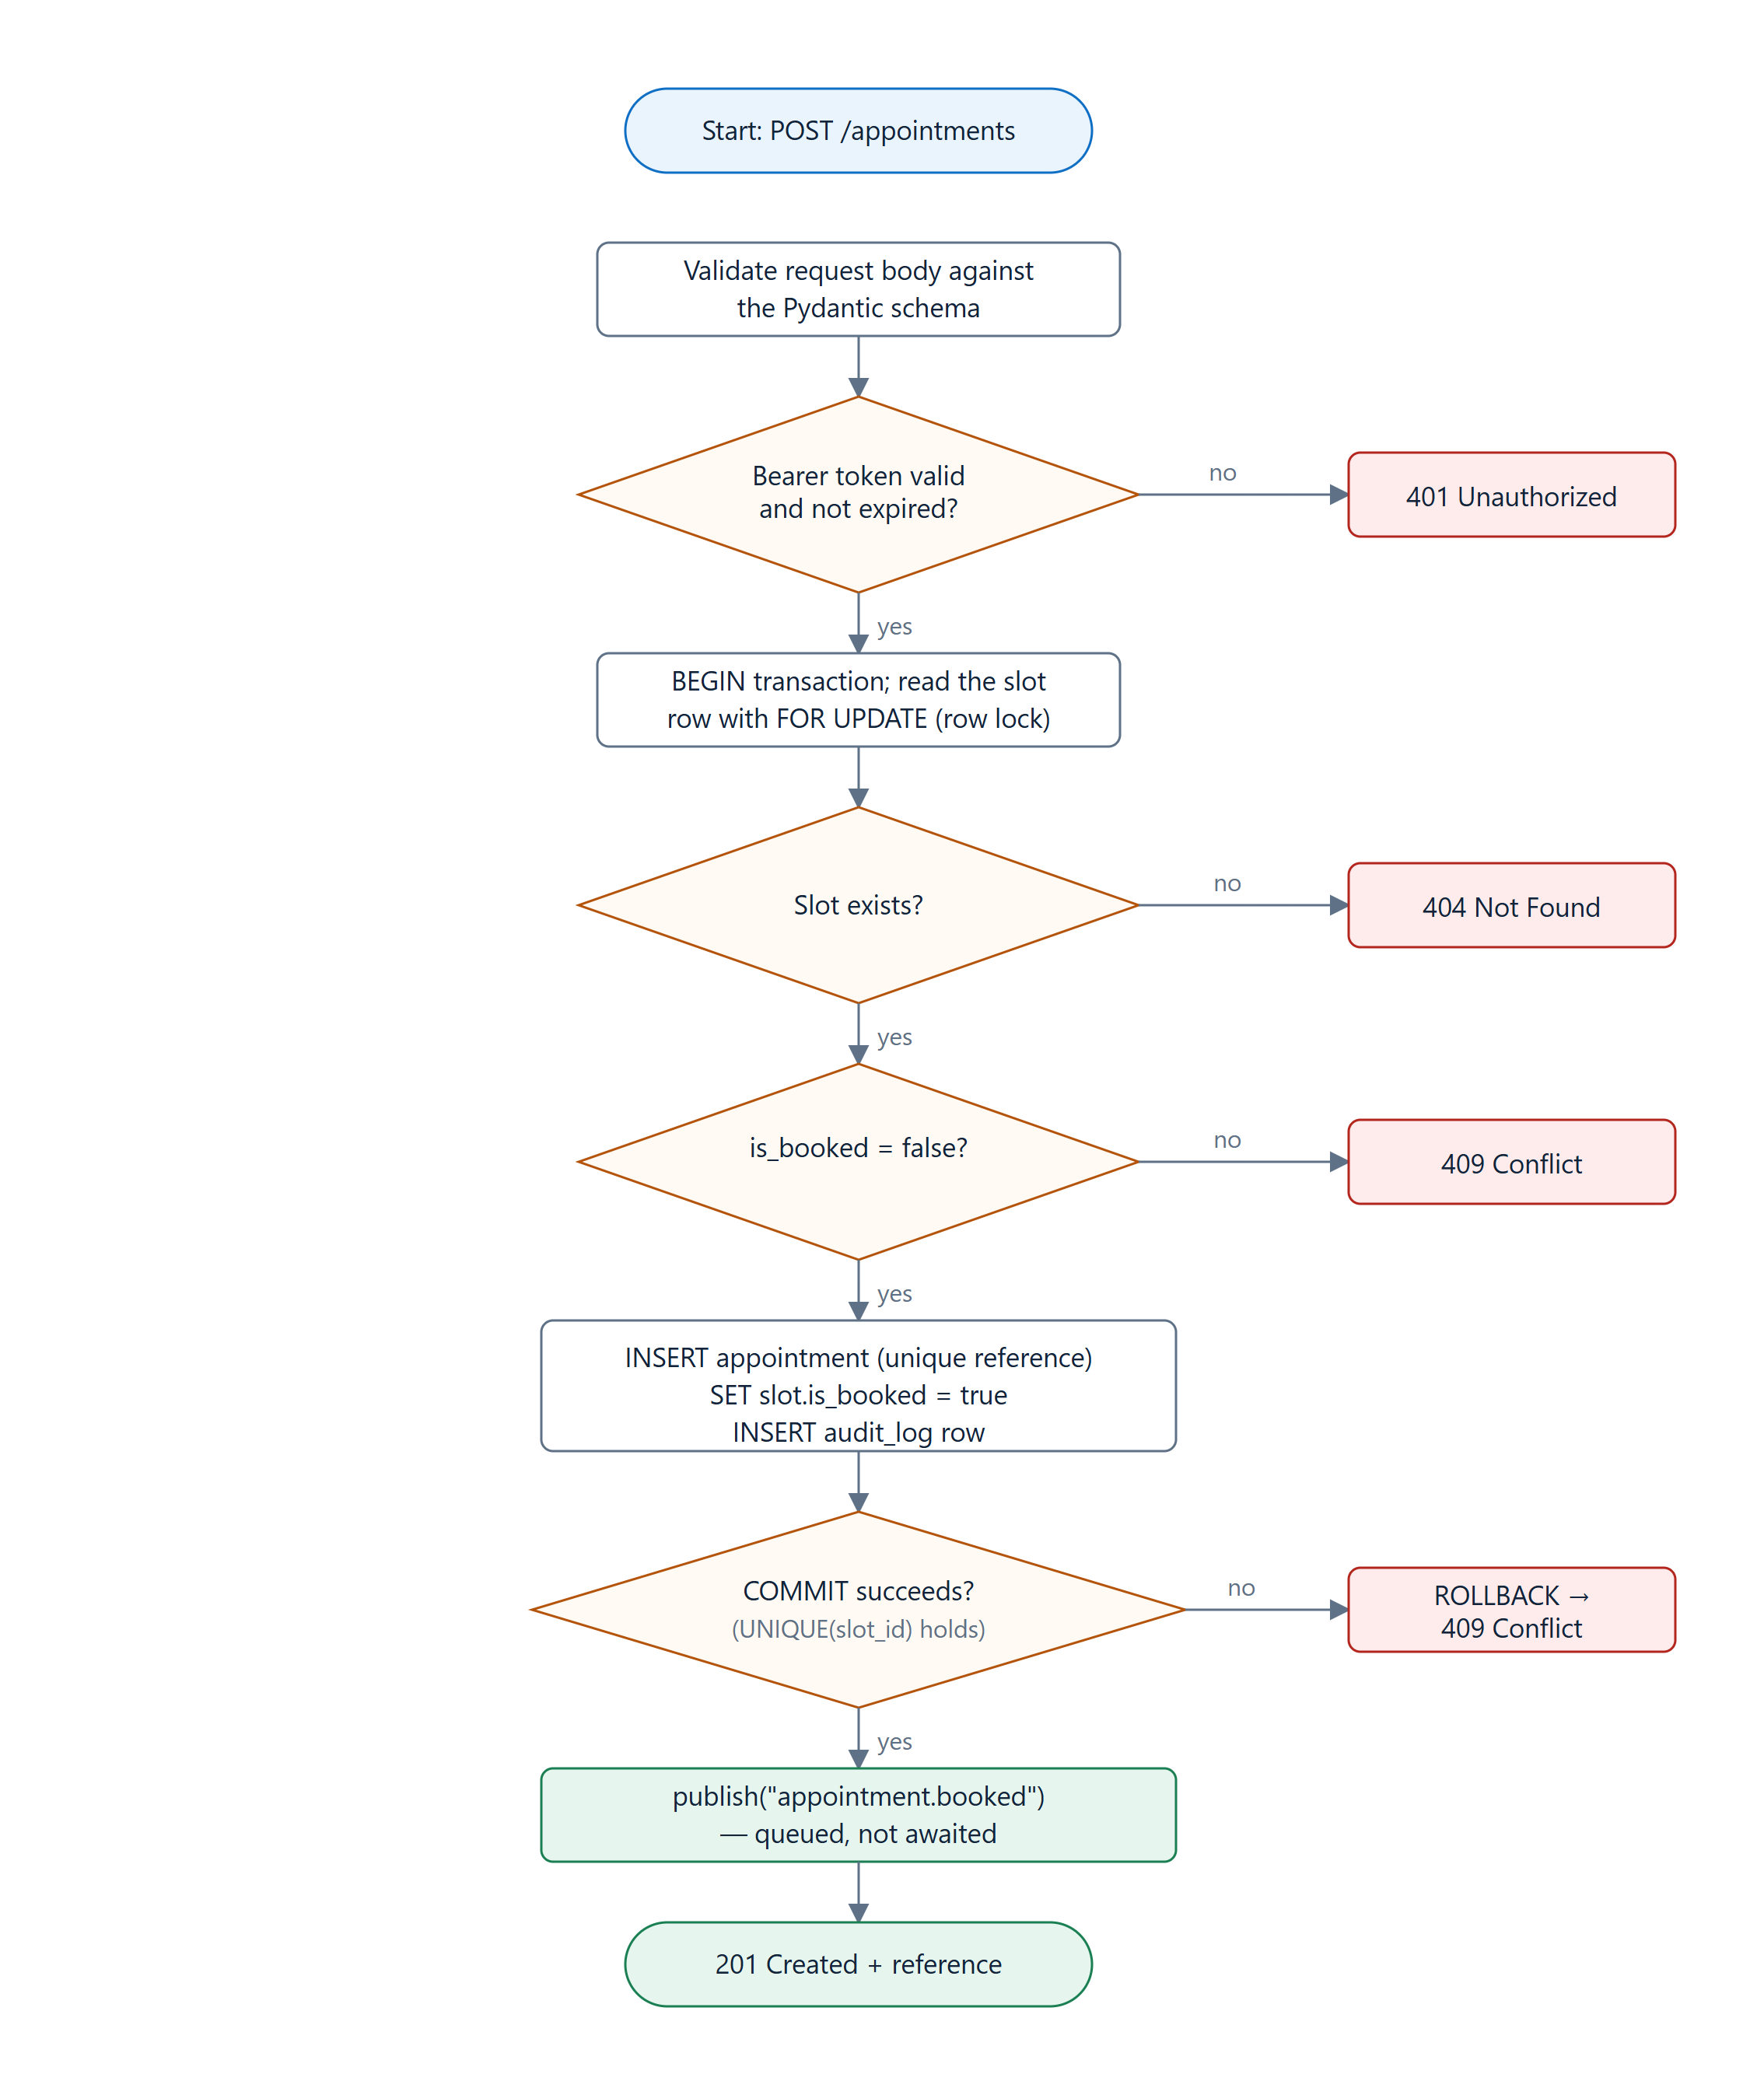 Start: POST /appointments
Validate request body against
the Pydantic schema
Bearer token valid
and not expired?
no
401 Unauthorized
yes
BEGIN transaction; read the slot
row with FOR UPDATE (row lock)
Slot exists?
no
404 Not Found
yes
is_booked = false?
no
409 Conflict
yes
INSERT appointment (unique reference)
SET slot.is_booked = true
INSERT audit_log row
COMMIT succeeds?
(UNIQUE(slot_id) holds)
no
ROLLBACK →
409 Conflict
yes
publish("appointment.booked")
— queued, not awaited
201 Created + reference